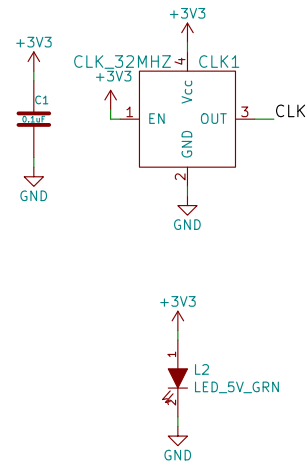 +3V3
+3V3
CLK_32MHZ CLK1
+3V3
4
Vcc
C1
0.1uF
1 EN OUT 3 CLK
GND
2
GND
GND
+3V3
1
L2
LED_5V_GRN
2
GND